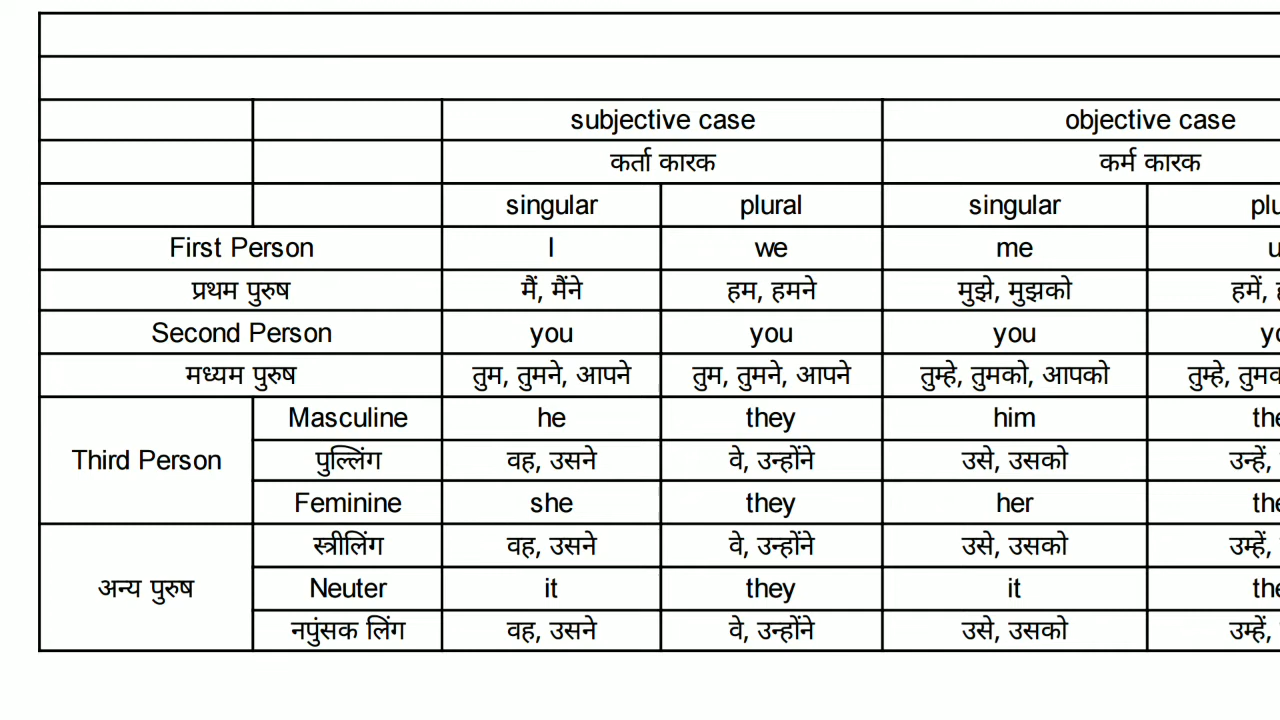 subjective case objective case
कर्ता कारक कर्म कारक
singular plural singular
First Person I we me
प्रथम पुरुष मैं, मैंने हम, हमने मुझे, मुझको हमें,
Second Person you you you
मध्यम पुरुष तुम, तुमने, आपने तुम, तुमने, आपने तुम्हे, तुमको, आपको तुम्हे,
Masculine he they him
Third Person पुल्लिंग वह, उसने वे, उन्होंने उसे, उसको उन्हें,
Feminine she they her
स्त्रीलिंग वह, उसने वे, उन्होंने उसे, उसको उम्हें,
अन्य पुरुष Neuter it they it
नपुंसक लिंग वह, उसने वे, उन्होंने उसे, उसको उम्हें,